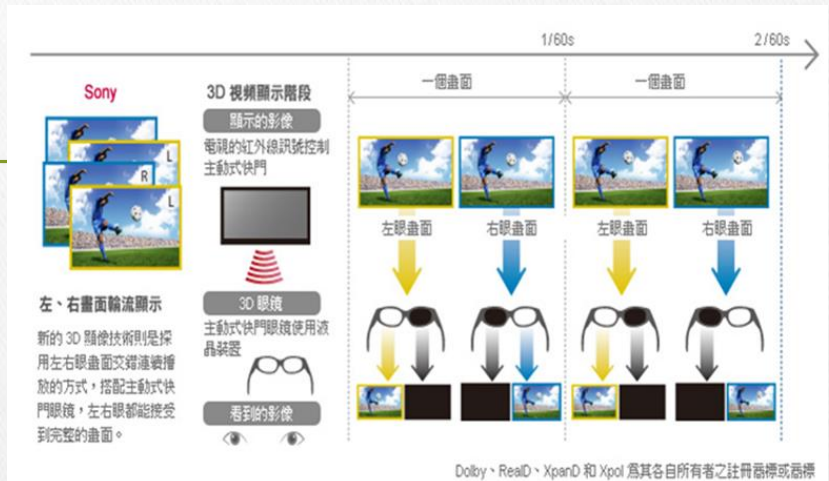 1/60s
2/60s
Sony
3D 視頻顯示階段
一個畫面
一個畫面
顯示的影像
電視的紅外線訊號控制
主動式快門
L
R
L
左眼畫面
右眼畫面
左眼畫面
右眼畫面
左、右畫面輪流顯示
3D 眼鏡
主動式快門眼鏡使用液
晶裝置
新的 3D 顯像技術則是採
用左右眼畫面交錯連續播
放的方式，搭配主動式快
門眼鏡，左右眼都能接受
到完整的畫面。
看到的影像
Dolby、RealD、XpanD 和 Xpol 為其各自所有者之註冊商標或商標